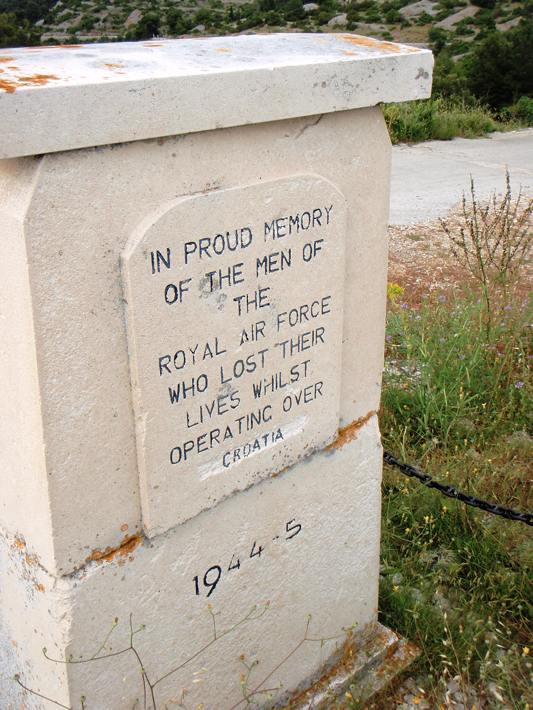 IN PROUD MEMORY
OF THE MEN OF
THE
ROYAL AIR FORCE
WHO LOST THEIR
LIVES WHILST
OPERATING OVER
CROATIA
1944-5